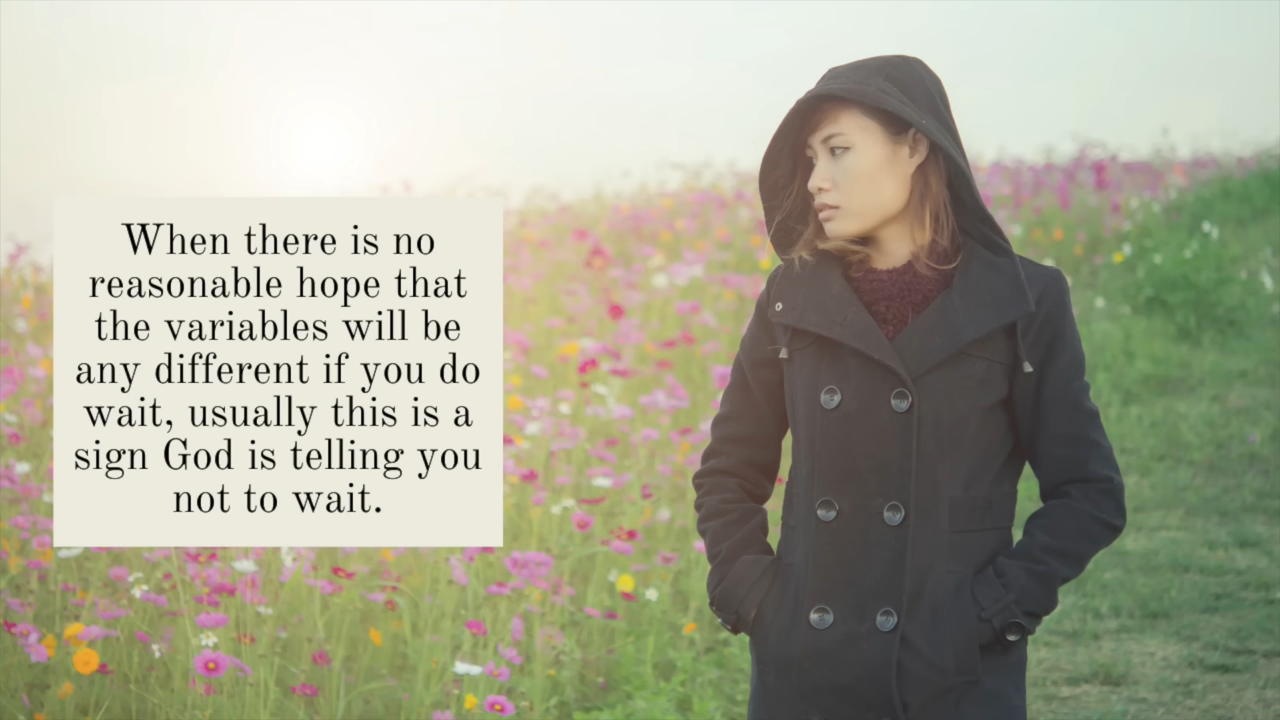 When there is no
reasonable hope that
the variables will be
any different if you do
wait, usually this is a
sign God is telling you
not to wait.